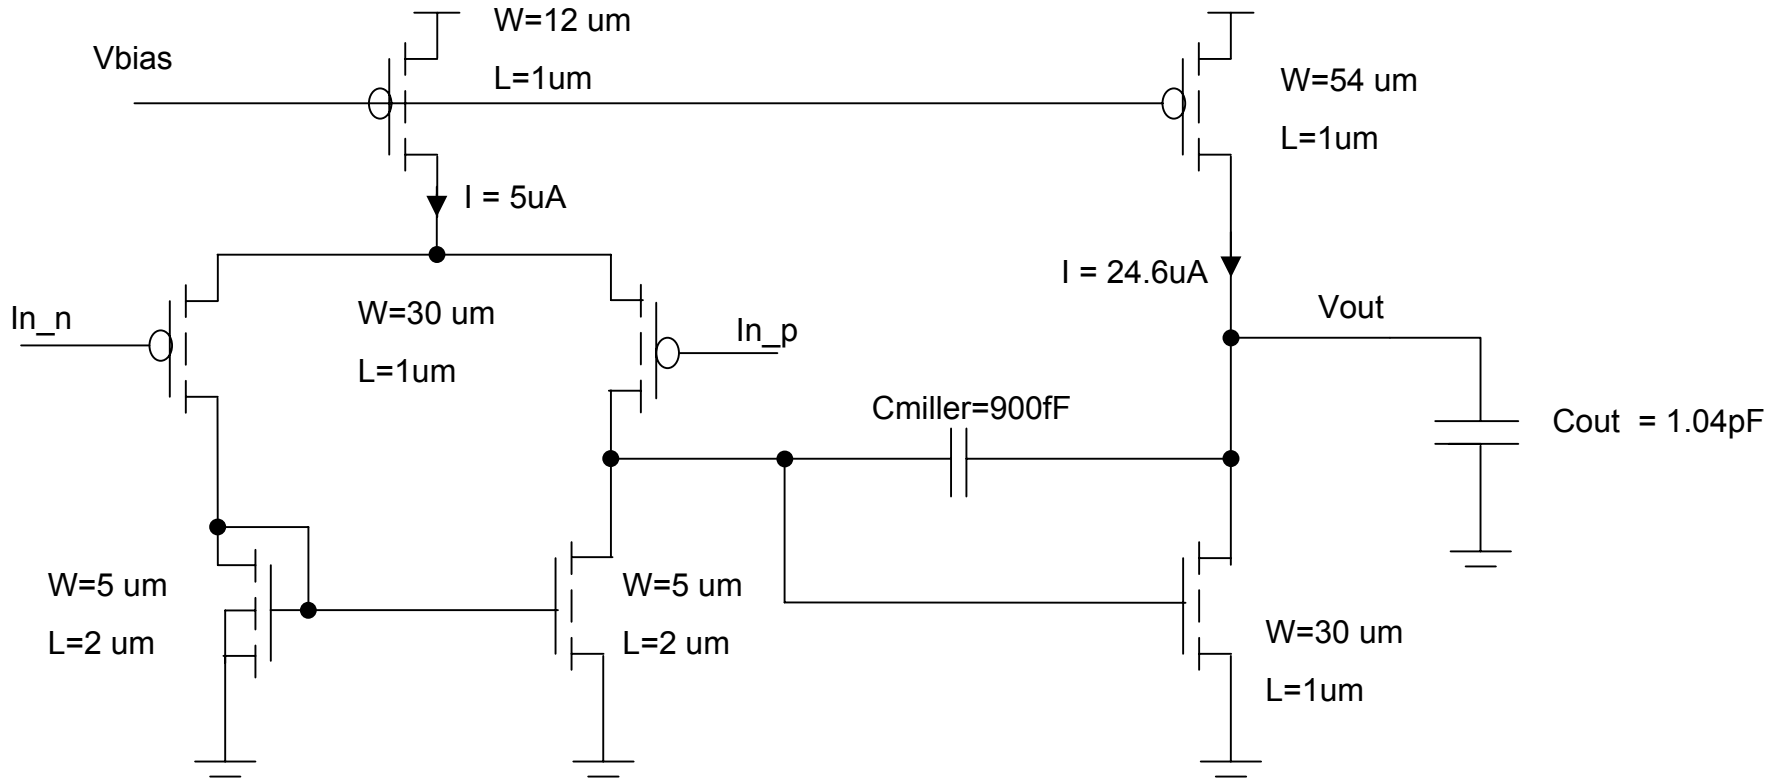 W=12 um
L=1um
Vbias
W=54 um
L=1um
I = 5uA
I = 24.6uA
In_n
W=30 um
L=1um
In_p
Vout
Cmiller=900fF
Cout = 1.04pF
W=5 um
L=2 um
W=5 um
L=2 um
W=30 um
L=1um